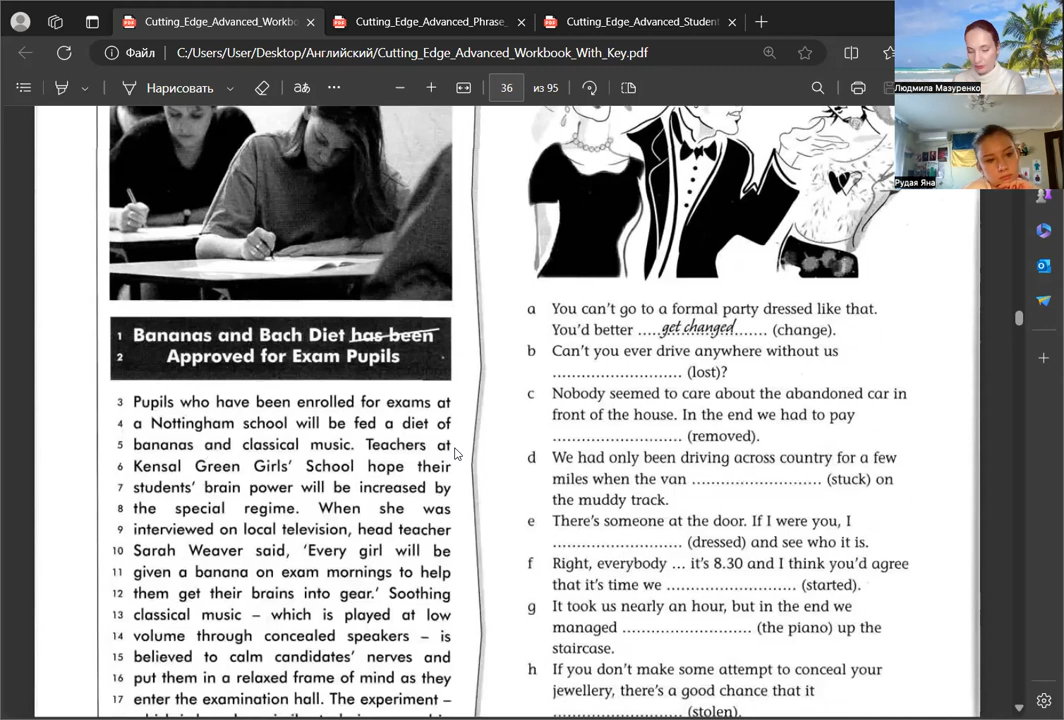 Cutting_Edge_Advanced_Workbo
Cutting_Edge_Advanced_Phrase_
Cutting_Edge_Advanced_Student
Файл
C:/Users/User/Desktop/Английский/Cutting_Edge_Advanced_Workbook_With_Key.pdf
Нарисовать
аあ
36
из 95
Людмила Мазуренко
Рудая Яна
1 Bananas and Bach Diet has been
2 Approved for Exam Pupils
3 Pupils who have been enrolled for exams at
4 a Nottingham school will be fed a diet of
5 bananas and classical music. Teachers at
6 Kensal Green Girls' School hope their
7 students' brain power will be increased by
8 the special regime. When she was
9 interviewed on local television, head teacher
10 Sarah Weaver said, 'Every girl will be
11 given a banana on exam mornings to help
12 them get their brains into gear.' Soothing
13 classical music – which is played at low
14 volume through concealed speakers – is
15 believed to calm candidates' nerves and
16 put them in a relaxed frame of mind as they
17 enter the examination hall. The experiment –
a You can't go to a formal party dressed like that.
You'd better .....get changed....... (change).
b Can't you ever drive anywhere without us
............................ (lost)?
c Nobody seemed to care about the abandoned car in
front of the house. In the end we had to pay
............................ (removed).
d We had only been driving across country for a few
miles when the van ............................ (stuck) on
the muddy track.
e There's someone at the door. If I were you, I
............................ (dressed) and see who it is.
f Right, everybody ... it's 8.30 and I think you'd agree
that it's time we ............................ (started).
g It took us nearly an hour, but in the end we
managed ............................ (the piano) up the
staircase.
h If you don't make some attempt to conceal your
jewellery, there's a good chance that it
............................ (stolen).